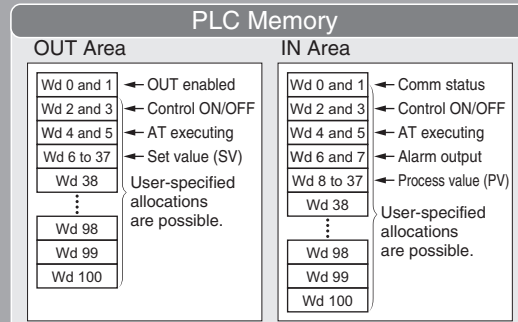 PLC Memory
OUT Area
Wd 0 and 1 OUT enabled
Wd 2 and 3 Control ON/OFF
Wd 4 and 5 AT executing
Wd 6 to 37 Set value (SV)
Wd 38
User-specified
allocations
are possible.
Wd 98
Wd 99
Wd 100
IN Area
Wd 0 and 1 Comm status
Wd 2 and 3 Control ON/OFF
Wd 4 and 5 AT executing
Wd 6 and 7 Alarm output
Wd 8 to 37 Process value (PV)
Wd 38
User-specified
allocations
are possible.
Wd 98
Wd 99
Wd 100